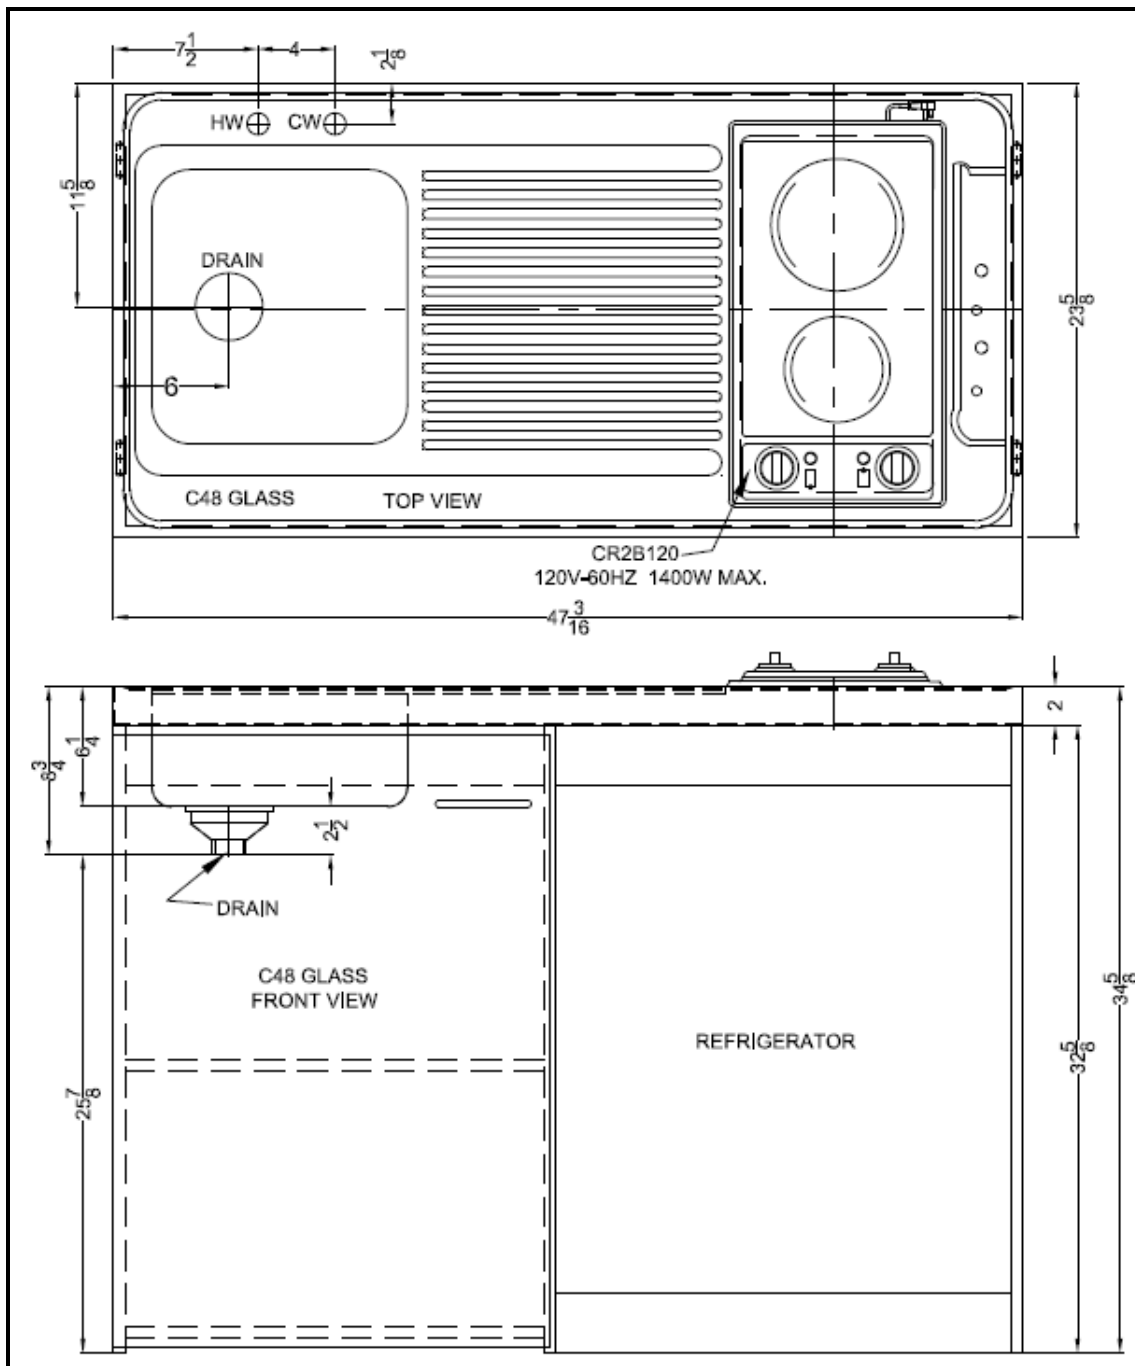 7 1/2
4
2 1/8
HW CW
11 5/8
DRAIN
6
23 5/8
C48 GLASS TOP VIEW
CR2B120
120V-60HZ 1400W MAX.
47 3/16
2
6 1/4
8 3/4
2 1/2
DRAIN
C48 GLASS
FRONT VIEW
REFRIGERATOR
34 5/8
32 5/8
25 7/8